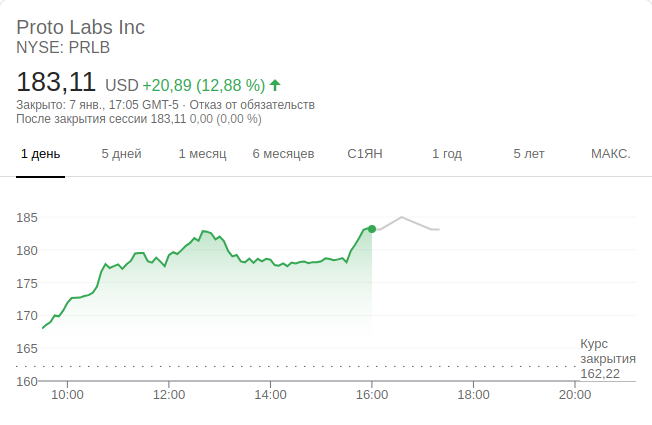 Proto Labs Inc
NYSE: PRLB
183,11 USD +20,89 (12,88 %)
Закрыто: 7 янв., 17:05 GMT-5 · Отказ от обязательств
После закрытия сессии 183,11 0,00 (0,00 %)
1 день 5 дней 1 месяц 6 месяцев С1ЯН 1 год 5 лет МАКС.
185
180
175
170
165
160
Курс
закрытия
162,22
10:00 12:00 14:00 16:00 18:00 20:00